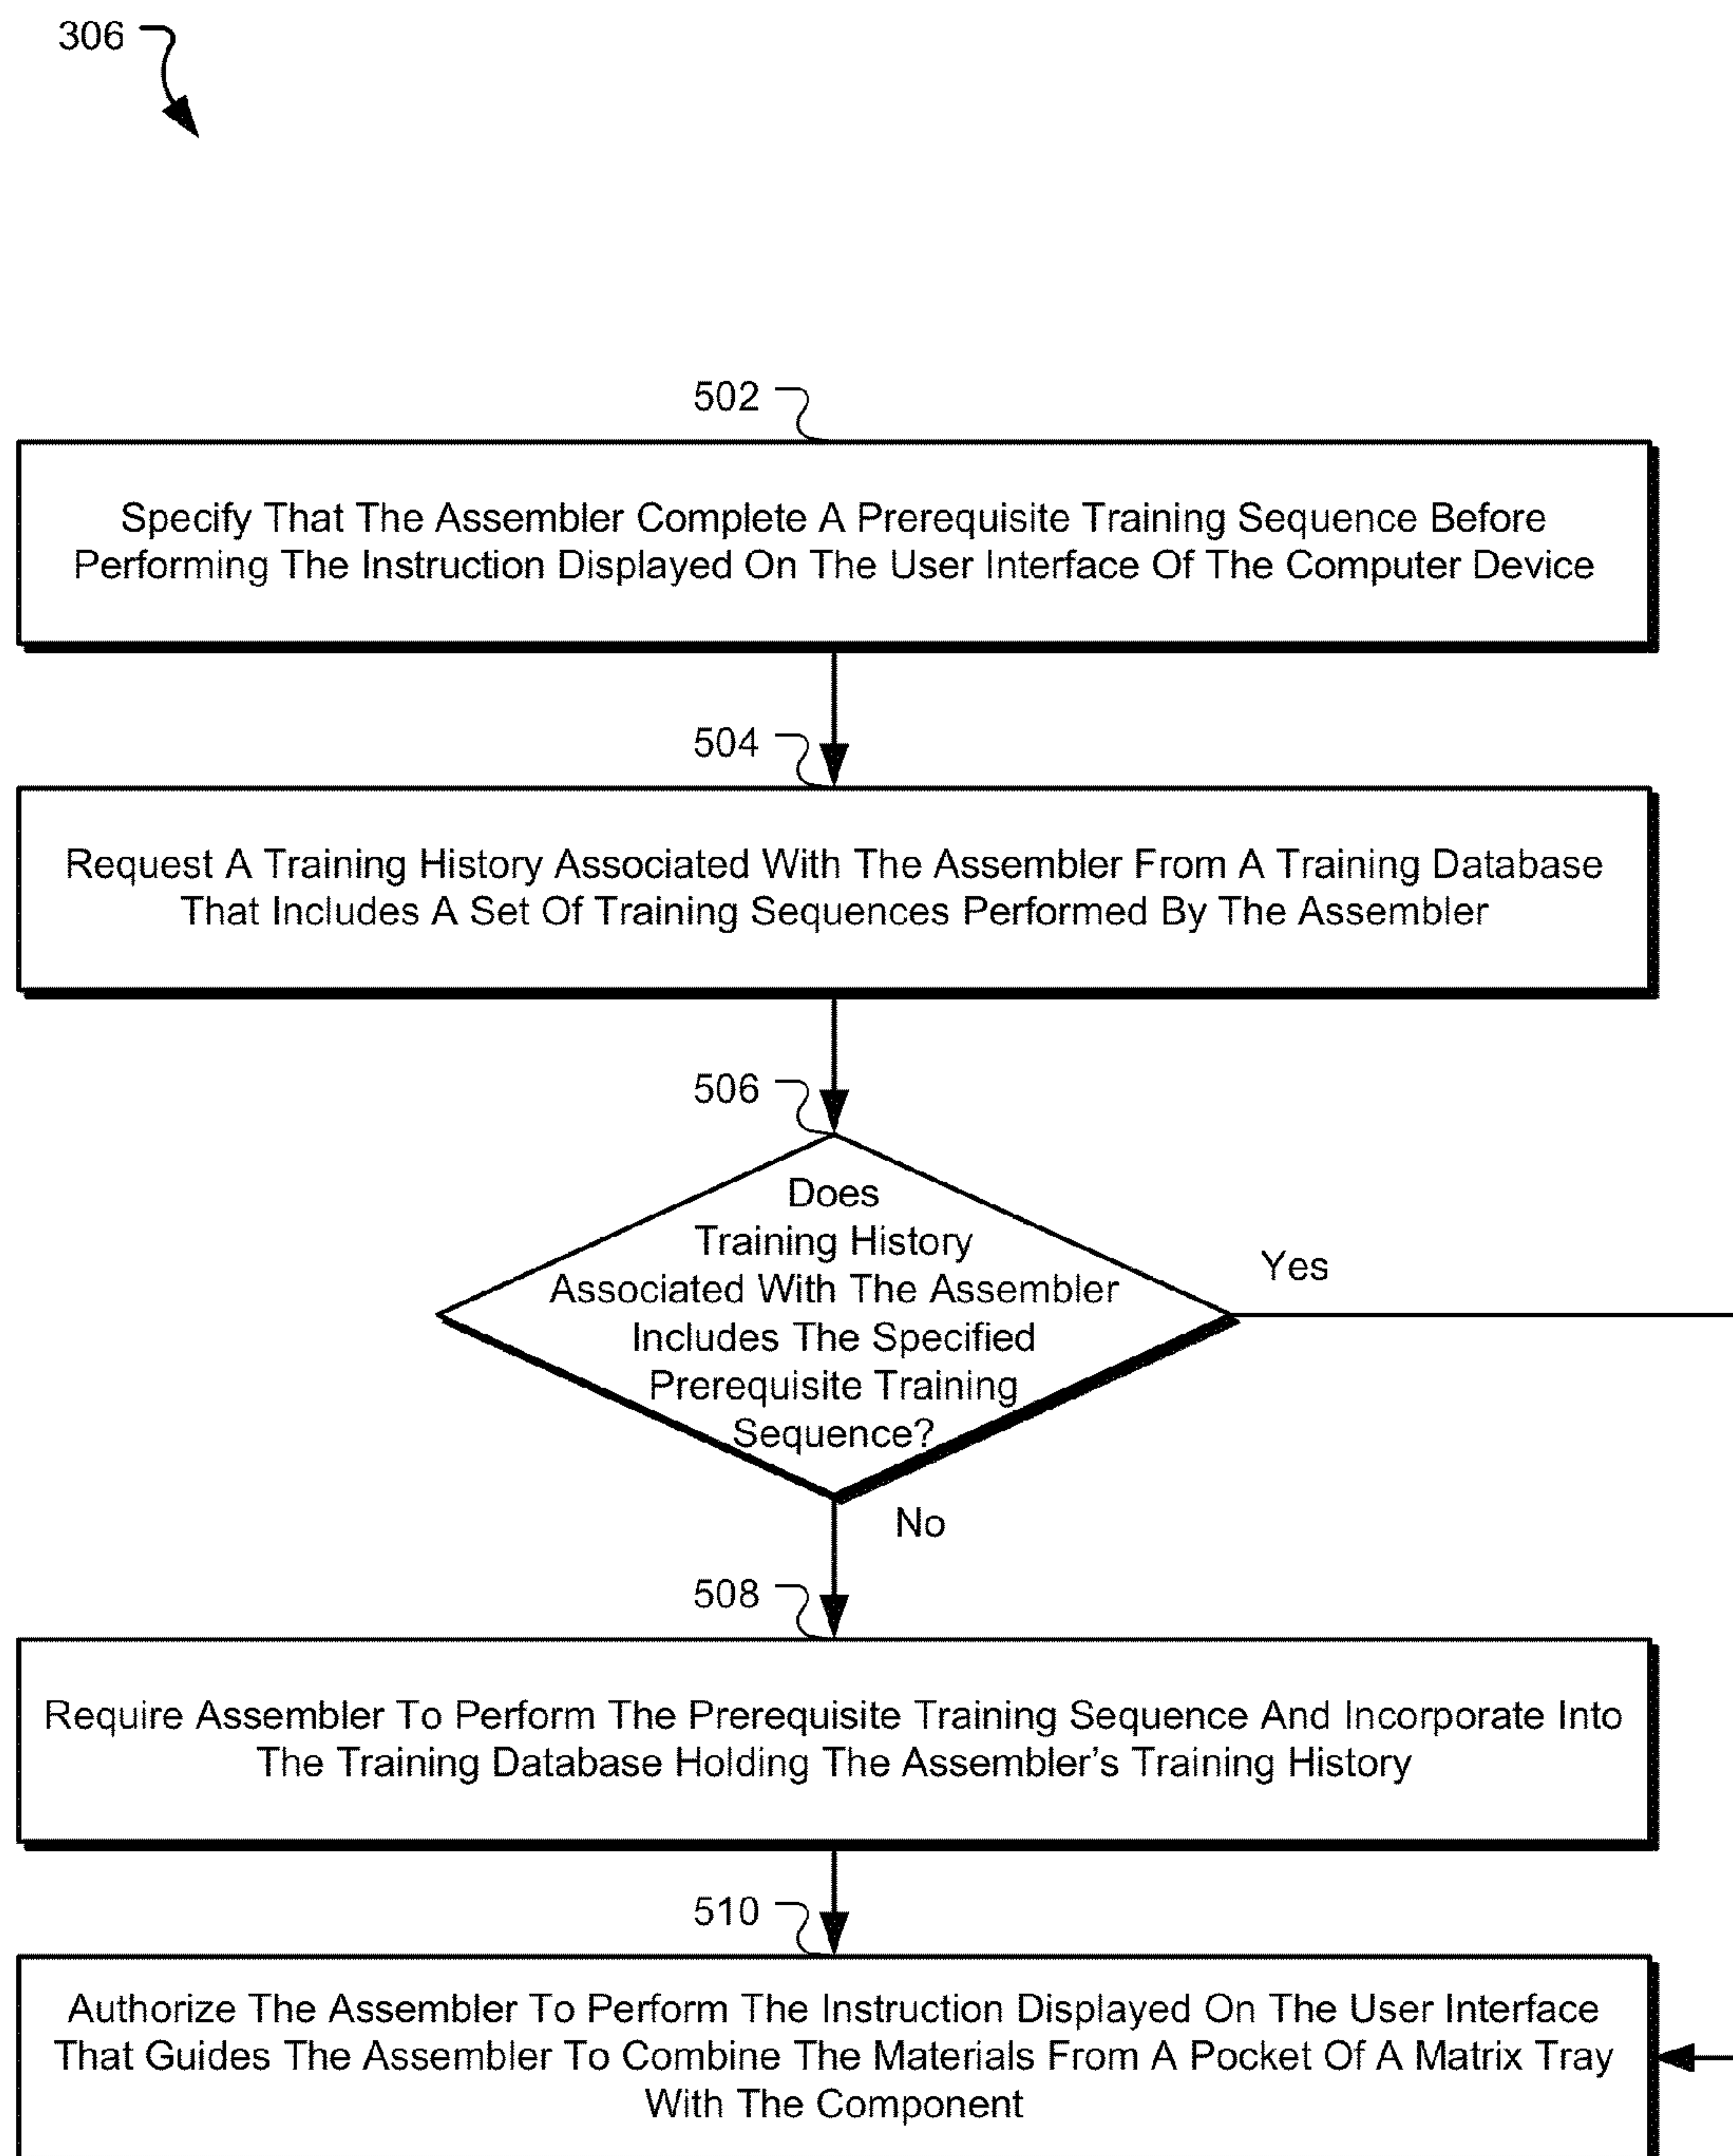 306
502
Specify That The Assembler Complete A Prerequisite Training Sequence Before
Performing The Instruction Displayed On The User Interface Of The Computer Device
504
Request A Training History Associated With The Assembler From A Training Database
That Includes A Set Of Training Sequences Performed By The Assembler
506
Does
Training History
Associated With The Assembler
Includes The Specified
Prerequisite Training
Sequence?
Yes
No
508
Require Assembler To Perform The Prerequisite Training Sequence And Incorporate Into
The Training Database Holding The Assembler's Training History
510
Authorize The Assembler To Perform The Instruction Displayed On The User Interface
That Guides The Assembler To Combine The Materials From A Pocket Of A Matrix Tray
With The Component